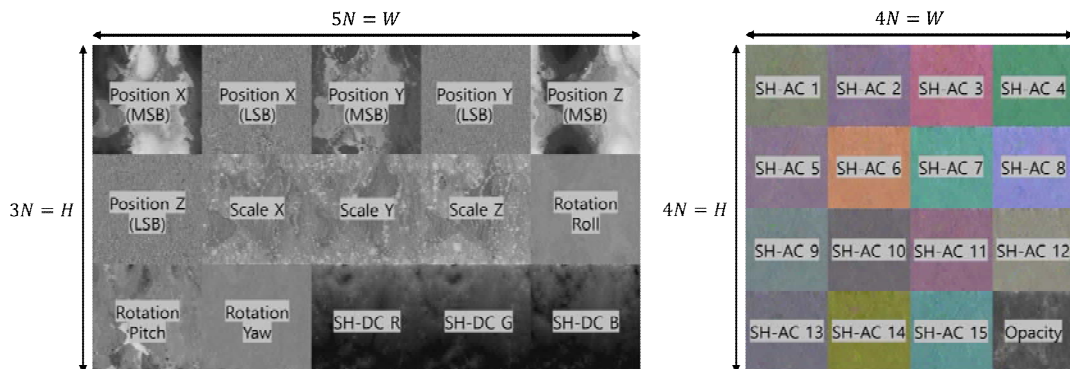 5N = W
3N = H
Position X
(MSB)
Position X
(LSB)
Position Y
(MSB)
Position Y
(LSB)
Position Z
(MSB)
Position Z
(LSB)
Scale X
Scale Y
Scale Z
Rotation
Roll
Rotation
Pitch
Rotation
Yaw
SH-DC R
SH-DC G
SH-DC B
4N = W
4N = H
SH-AC 1
SH-AC 2
SH-AC 3
SH-AC 4
SH-AC 5
SH-AC 6
SH-AC 7
SH-AC 8
SH-AC 9
SH-AC 10
SH-AC 11
SH-AC 12
SH-AC 13
SH-AC 14
SH-AC 15
Opacity